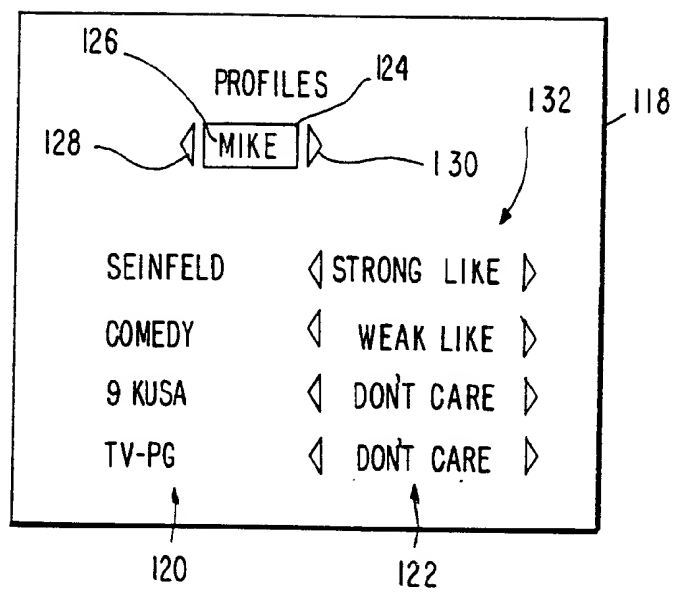 126
PROFILES
124
132
118
128
MIKE
130
SEINFELD STRONG LIKE
COMEDY WEAK LIKE
9 KUSA DON'T CARE
TV-PG DON'T CARE
120
122